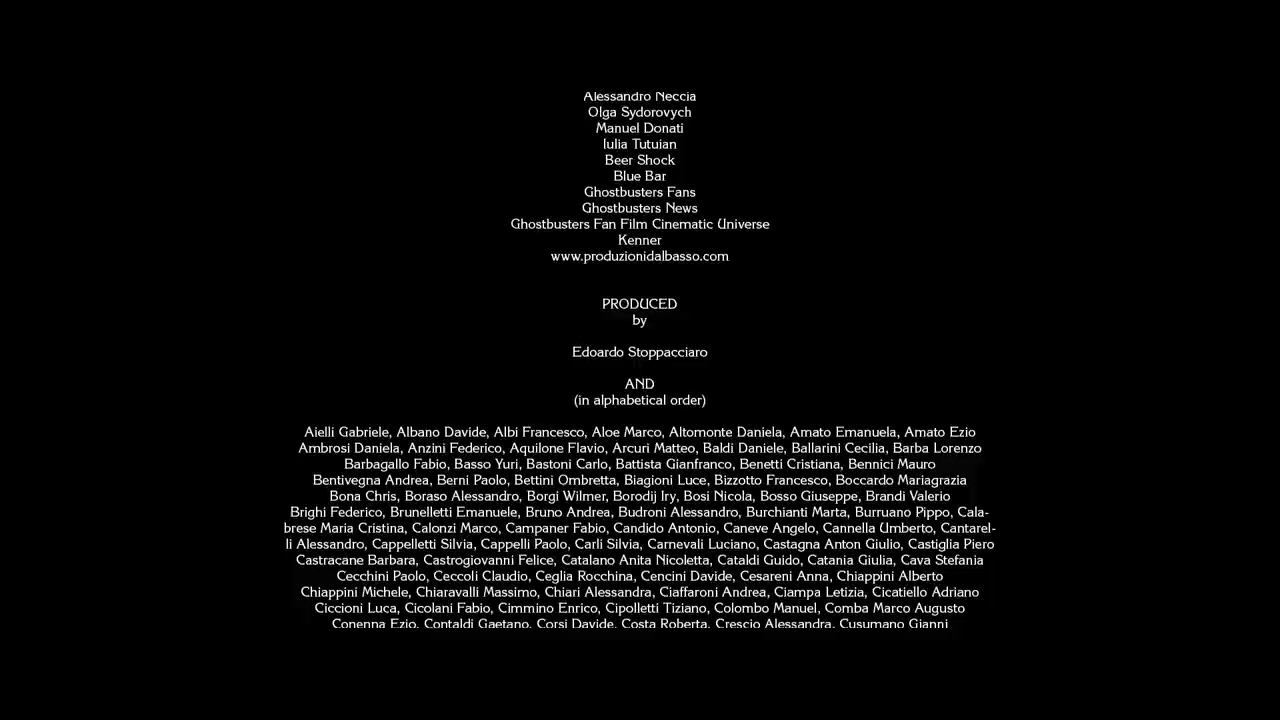 Alessandro Neccia
Olga Sydorovych
Manuel Donati
Iulia Tutuian
Beer Shock
Blue Bar
Ghostbusters Fans
Ghostbusters News
Ghostbusters Fan Film Cinematic Universe
Kenner
www.produzionidalbasso.com
PRODUCED
by
Edoardo Stoppacciaro
AND
(in alphabetical order)
Aielli Gabriele, Albano Davide, Albi Francesco, Aloe Marco, Altomonte Daniela, Amato Emanuela, Amato Ezio
Ambrosi Daniela, Anzini Federico, Aquilone Flavio, Arcuri Matteo, Baldi Daniele, Ballarini Cecilia, Barba Lorenzo
Barbagallo Fabio, Basso Yuri, Bastoni Carlo, Battista Gianfranco, Benetti Cristiana, Bennici Mauro
Bentivegna Andrea, Berni Paolo, Bettini Ombretta, Biagioni Luce, Bizzotto Francesco, Boccardo Mariagrazia
Bona Chris, Boraso Alessandro, Borgi Wilmer, Borodij Iry, Bosi Nicola, Bosso Giuseppe, Brandi Valerio
Brighi Federico, Brunelletti Emanuele, Bruno Andrea, Budroni Alessandro, Burchianti Marta, Burruano Pippo, Cala-
brese Maria Cristina, Calonzi Marco, Campaner Fabio, Candido Antonio, Caneve Angelo, Cannella Umberto, Cantarel-
li Alessandro, Cappelletti Silvia, Cappelli Paolo, Carli Silvia, Carnevali Luciano, Castagna Anton Giulio, Castiglia Piero
Castracane Barbara, Castrogiovanni Felice, Catalano Anita Nicoletta, Cataldi Guido, Catania Giulia, Cava Stefania
Cecchini Paolo, Ceccoli Claudio, Ceglia Rocchina, Cencini Davide, Cesareni Anna, Chiappini Alberto
Chiappini Michele, Chiaravalli Massimo, Chiari Alessandra, Ciaffaroni Andrea, Ciampa Letizia, Cicatiello Adriano
Ciccioni Luca, Cicolani Fabio, Cimmino Enrico, Cipolletti Tiziano, Colombo Manuel, Comba Marco Augusto
Conenna Ezio, Contaldi Gaetano, Corsi Davide, Costa Roberta, Crescio Alessandra, Cusumano Gianni